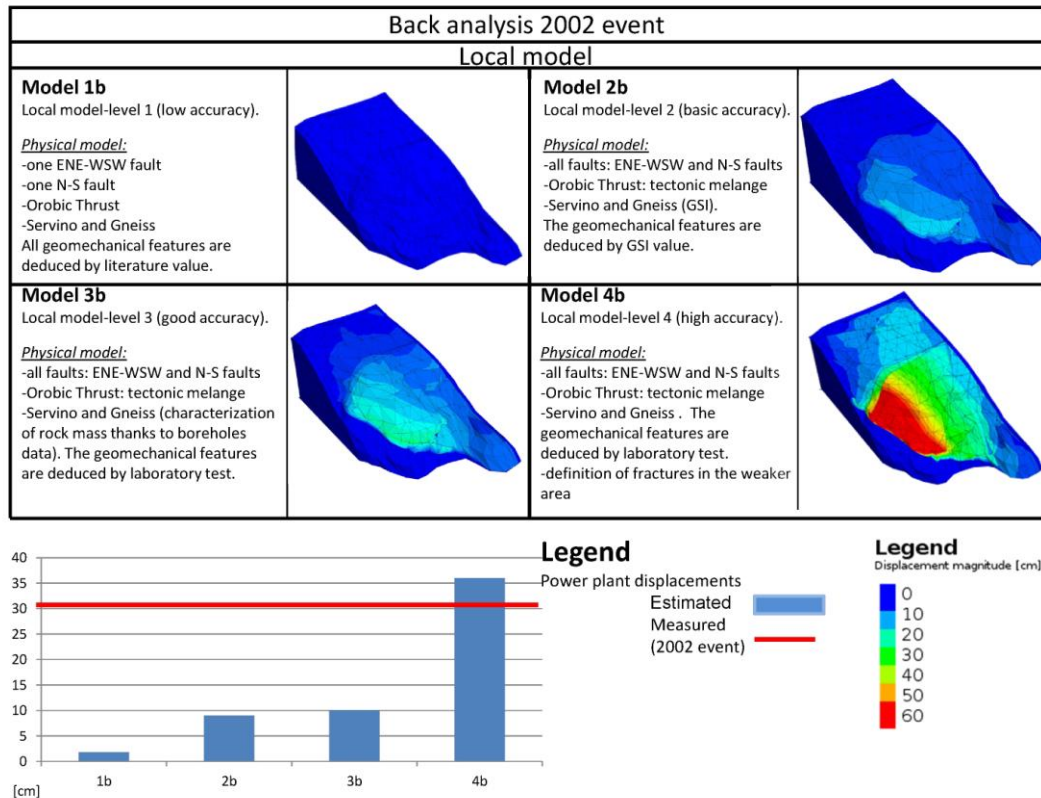 Back analysis 2002 event
Local model
Model 1b
Local model-level 1 (low accuracy).
Physical model:
-one ENE-WSW fault
-one N-S fault
-Orobic Thrust
-Servino and Gneiss
All geomechanical features are
deduced by literature value.
Model 2b
Local model-level 2 (basic accuracy).
Physical model:
-all faults: ENE-WSW and N-S faults
-Orobic Thrust: tectonic melange
-Servino and Gneiss (GSI).
The geomechanical features are
deduced by GSI value.
Model 3b
Local model-level 3 (good accuracy).
Physical model:
-all faults: ENE-WSW and N-S faults
-Orobic Thrust: tectonic melange
-Servino and Gneiss (characterization
of rock mass thanks to boreholes
data). The geomechanical features
are deduced by laboratory test.
Model 4b
Local model-level 4 (high accuracy).
Physical model:
-all faults: ENE-WSW and N-S faults
-Orobic Thrust: tectonic melange
-Servino and Gneiss . The
geomechanical features are
deduced by laboratory test.
-definition of fractures in the weaker
area
40
35
30
25
20
15
10
5
0
[cm]
1b
2b
3b
4b
Legend
Power plant displacements
Estimated
Measured
(2002 event)
Legend
Displacement magnitude [cm]
0
10
20
30
40
50
60